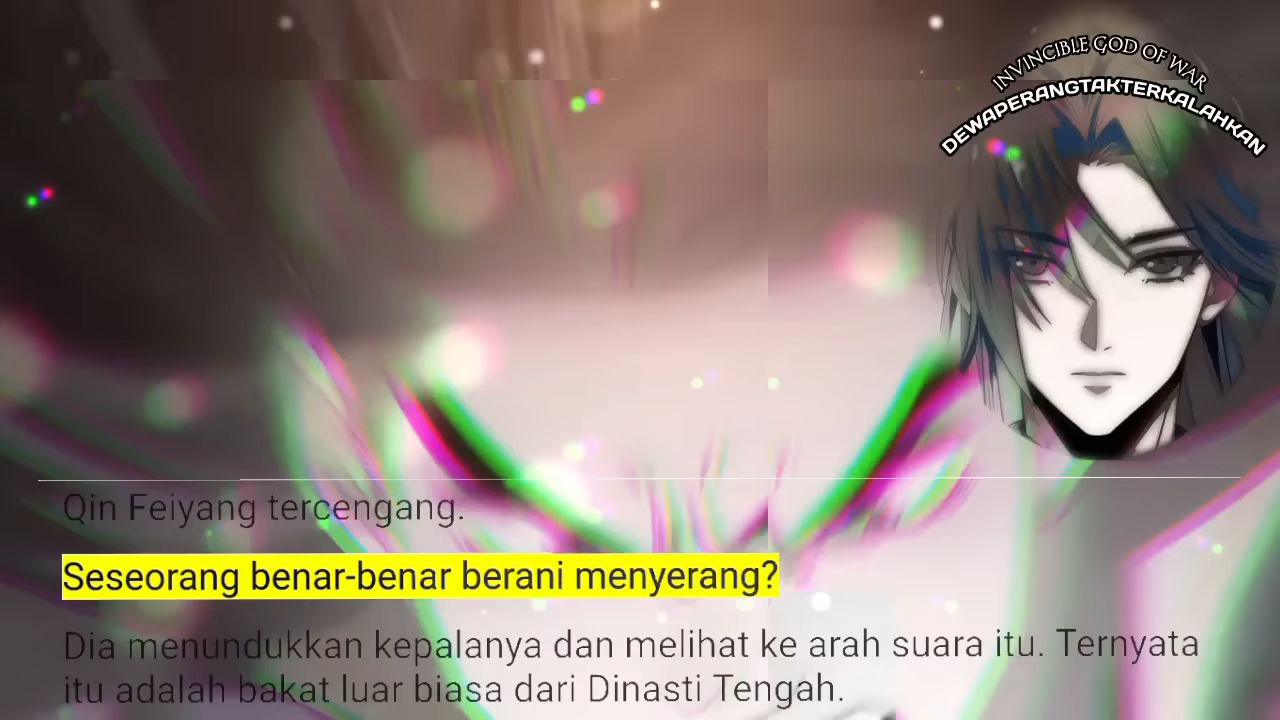 INVINCIBLE GOD OF WAR
DEWAPERANGTAKTERKALAHKAN
Qin Feiyang tercengang.
Seseorang benar-benar berani menyerang?
Dia menundukkan kepalanya dan melihat ke arah suara itu. Ternyata
itu adalah bakat luar biasa dari Dinasti Tengah.